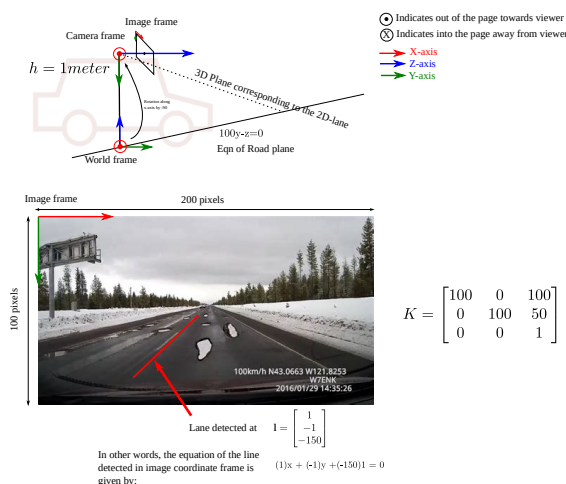 Image frame
Camera frame
Indicates out of the page towards viewer
Indicates into the page away from viewer
X-axis
Z-axis
Y-axis
h = 1meter
3D Plane corresponding to the 2D-lane
Rotation along
x-axis by -90
100y-z=0
Eqn of Road plane
World frame
Image frame
200 pixels
100 pixels
K = [100 0 100
0 100 50
0 0 1]
100km/h N43.0663 W121.8253
W7ENK
2016/01/29 14:35:26
Lane detected at l = [1
-1
-150]
In other words, the equation of the line
detected in image coordinate frame is
given by:
(1)x + (-1)y +(-150)1 = 0